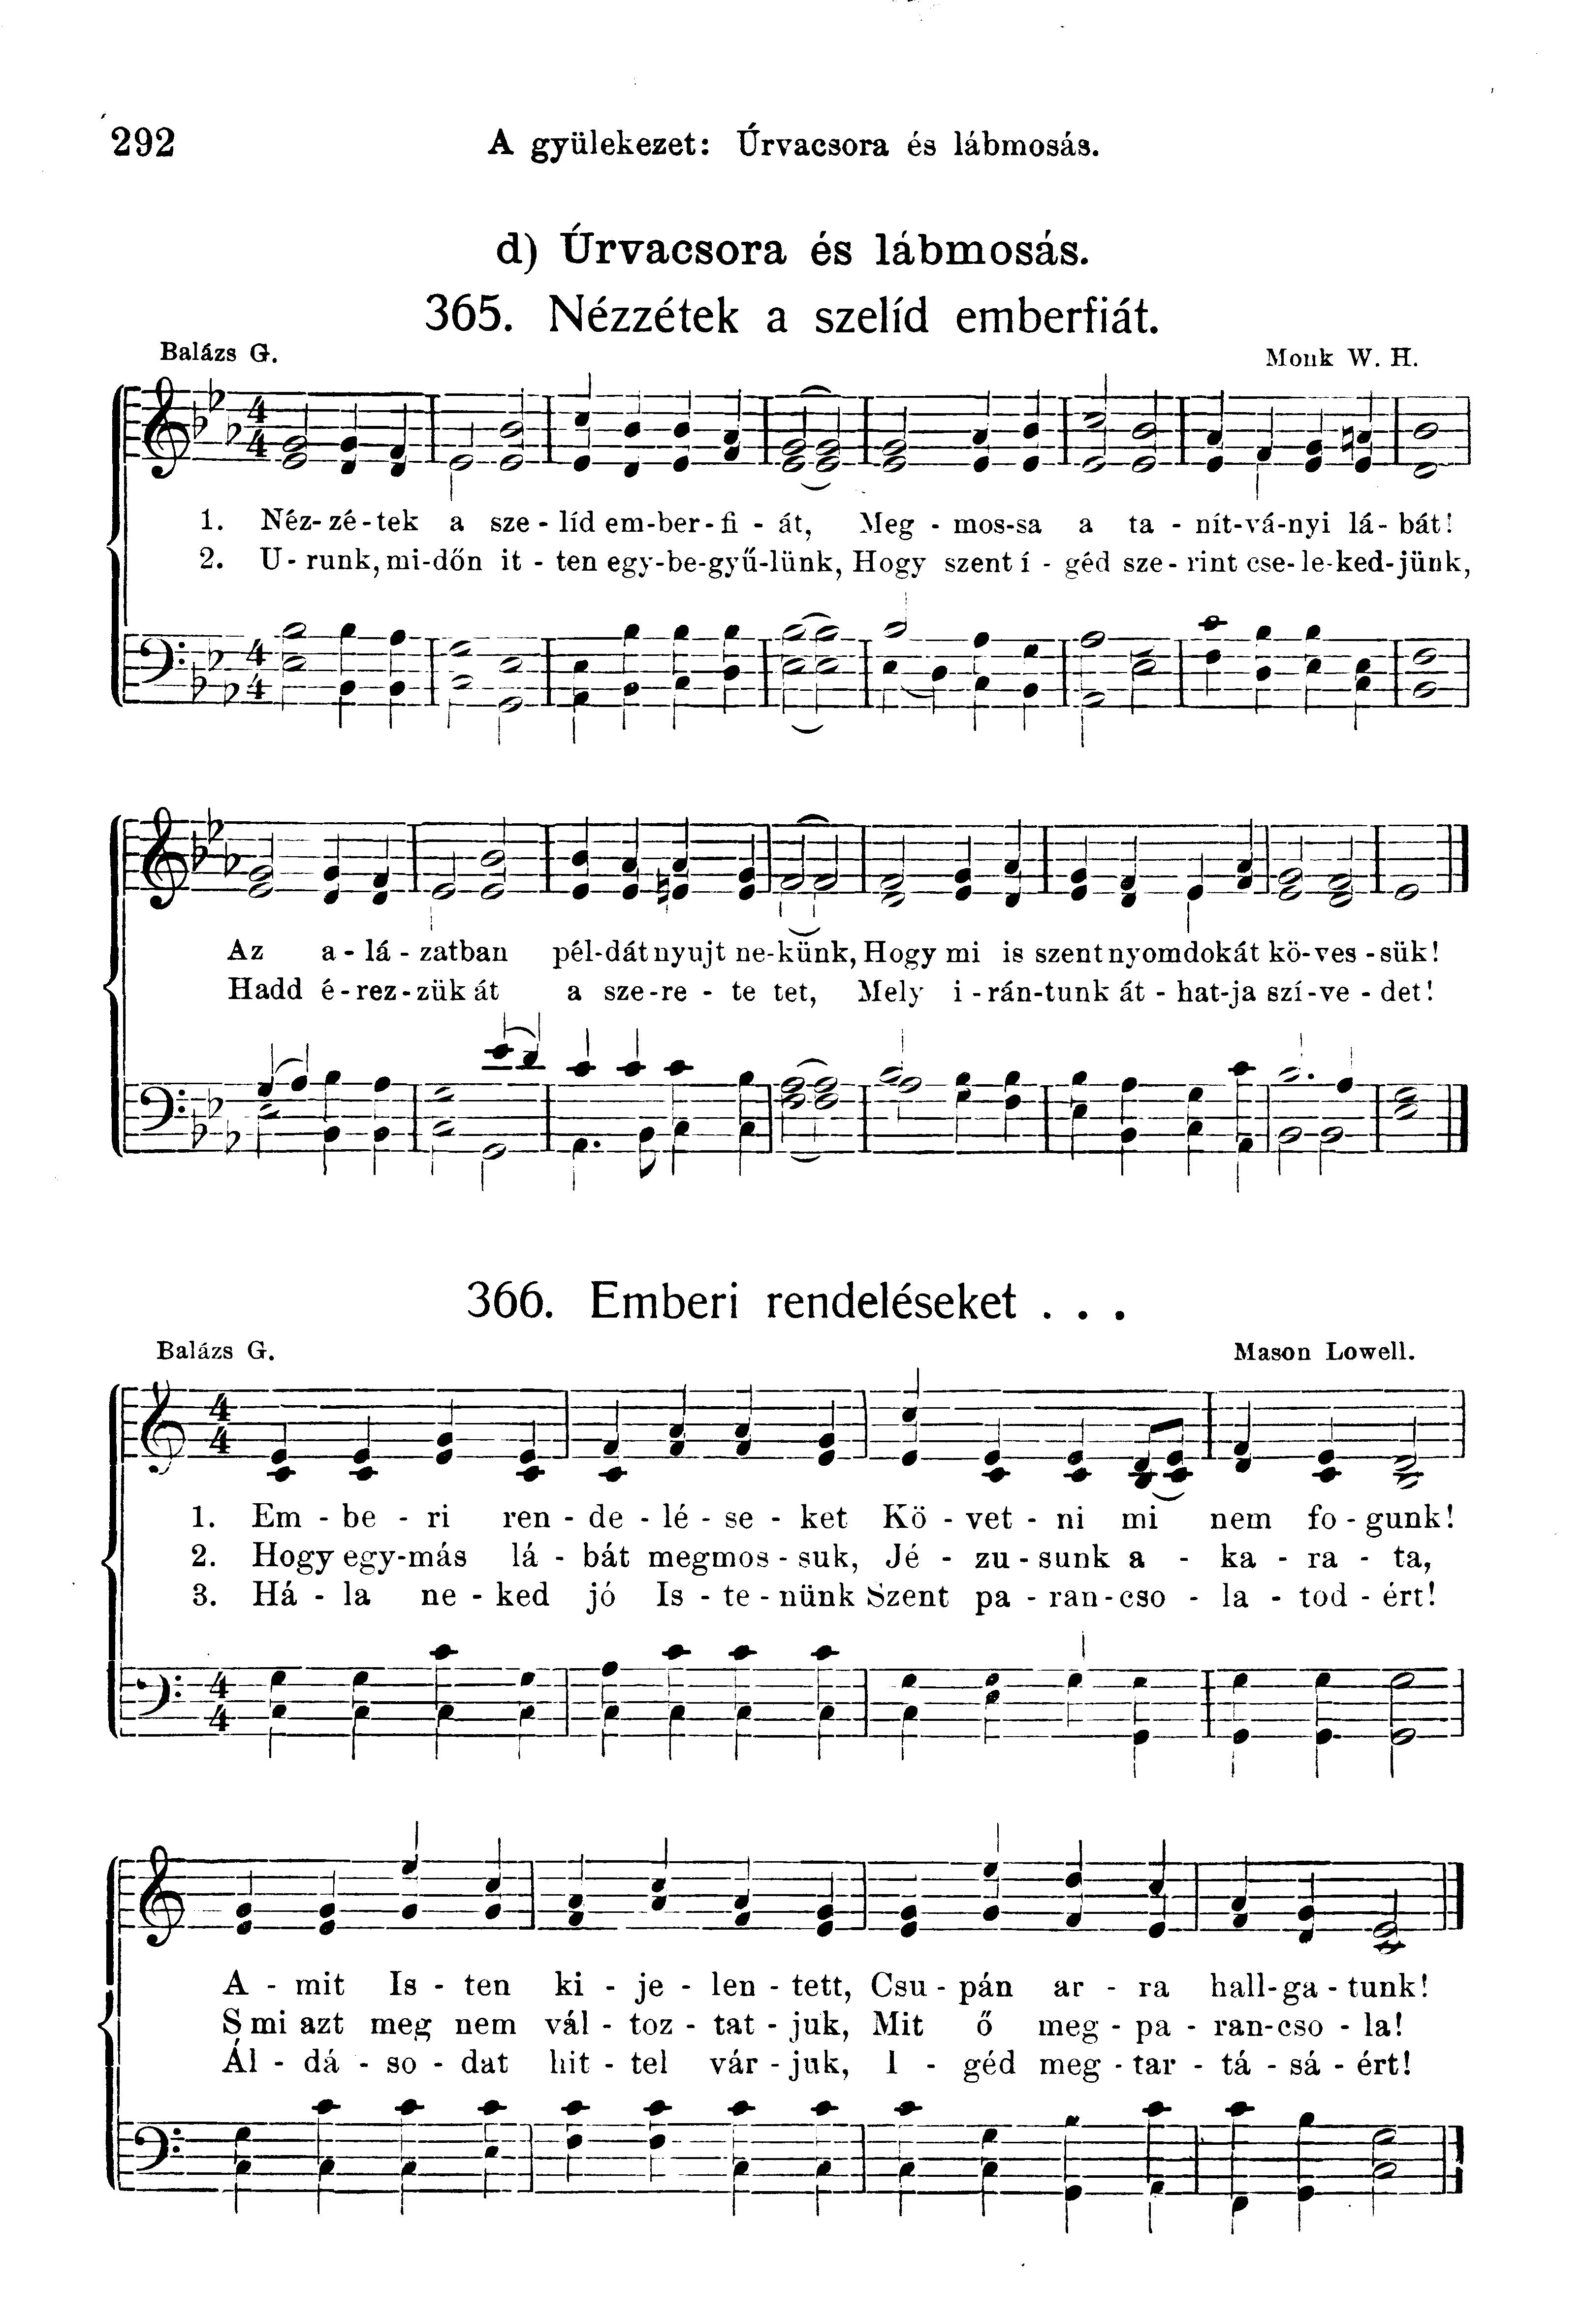 292
A gyülekezet: Úrvacsora és lábmosás.
d) Úrvacsora és lábmosás.
365. Nézzétek a szelíd emberfiát.
Balázs G.
Monk W. H.
4
4
1. Néz-zé-tek a sze-líd em-ber-fi-át, Meg-mos-sa a ta-nít-vá-nyi lá-bát!
2. U-runk, mi-dőn it-ten egy-be-gyű-lünk, Hogy szent í-géd sze-rint cse-le-ked-jünk,
4
4
Az a-lá-zatban pél-dát nyujt ne-künk, Hogy mi is szent nyomdokát kö-ves-sük!
Hadd é-rez-zük át a sze-re-te tet, Mely i-rán-tunk át-hat-ja szí-ve-det!
366. Emberi rendeléseket . . .
Balázs G.
Mason Lowell.
4
4
1. Em-be-ri ren-de-lé-se-ket Kö-vet-ni mi nem fo-gunk!
2. Hogy egy-más lá-bát megmos-suk, Jé-zu-sunk a-ka-ra-ta,
3. Há-la ne-ked jó Is-te-nünk Szent pa-ran-cso-la-tod-ért!
4
4
A-mit Is-ten ki-je-len-tett, Csu-pán ar-ra hall-ga-tunk!
S mi azt meg nem vál-toz-tat-juk, Mit ő meg-pa-ran-cso-la!
Ál-dá-so-dat hit-tel vár-juk, I-géd meg-tar-tá-sá-ért!